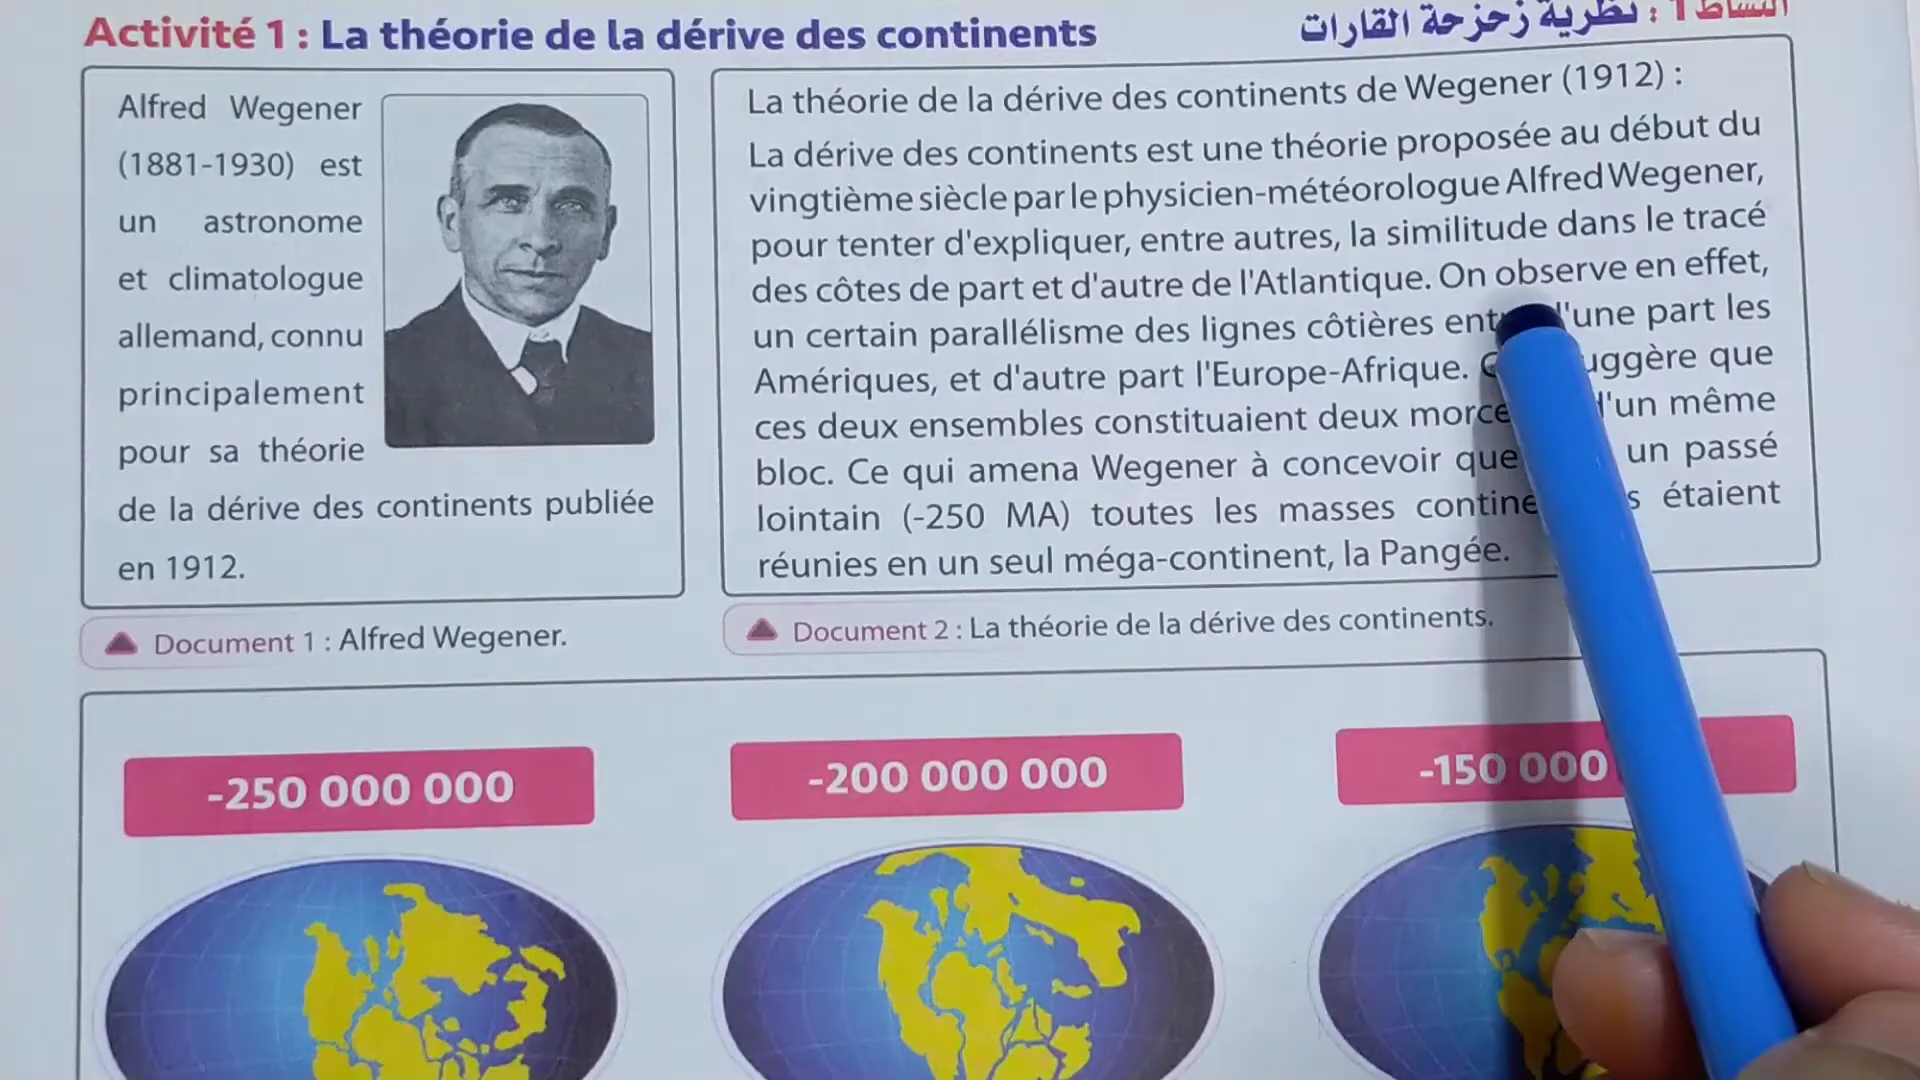 Activité 1 : La théorie de la dérive des continents
النشاط 1 : نظرية زحزحة القارات
Alfred Wegener
(1881-1930) est
un astronome
et climatologue
allemand, connu
principalement
pour sa théorie
de la dérive des continents publiée
en 1912.
Document 1 : Alfred Wegener.
La théorie de la dérive des continents de Wegener (1912) :
La dérive des continents est une théorie proposée au début du
vingtième siècle par le physicien-météorologue Alfred Wegener,
pour tenter d'expliquer, entre autres, la similitude dans le tracé
des côtes de part et d'autre de l'Atlantique. On observe en effet,
un certain parallélisme des lignes côtières d'une part les
Amériques, et d'autre part l'Europe-Afrique. que
ces deux ensembles constituaient deux d'un même
bloc. Ce qui amena Wegener à concevoir que un passé
lointain (-250 MA) toutes les masses étaient
réunies en un seul méga-continent, la Pangée.
Document 2 : La théorie de la dérive des continents.
-250 000 000
-200 000 000
-150 000